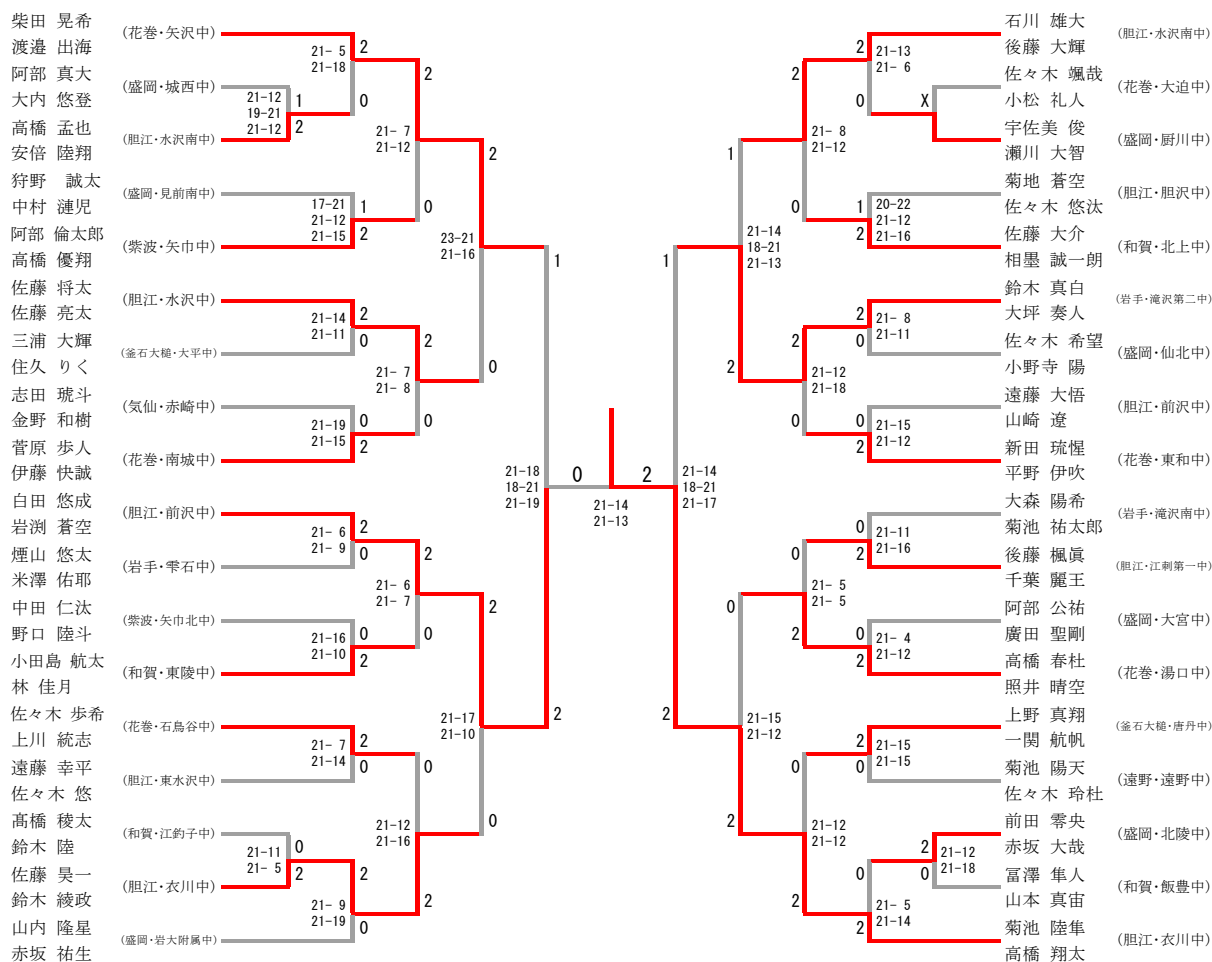 柴田 晃希
渡邉 出海
(花巻・矢沢中)
阿部 真大
大内 悠登
(盛岡・城西中)
高橋 孟也
安倍 陸翔
(胆江・水沢南中)
狩野 誠太
中村 漣児
(盛岡・見前南中)
阿部 倫太郎
高橋 優翔
(紫波・矢巾中)
佐藤 将太
佐藤 亮太
(胆江・水沢中)
三浦 大輝
住久 りく
(釜石大槌・大平中)
志田 琥斗
金野 和樹
(気仙・赤崎中)
菅原 歩人
伊藤 快誠
(花巻・南城中)
白田 悠成
岩渕 蒼空
(胆江・前沢中)
煙山 悠太
米澤 佑耶
(岩手・雫石中)
中田 仁汰
野口 陸斗
(紫波・矢巾北中)
小田島 航太
林 佳月
(和賀・東陵中)
佐々木 歩希
上川 統志
(花巻・石鳥谷中)
遠藤 幸平
佐々木 悠
(胆江・東水沢中)
髙橋 稜太
鈴木 陸
(和賀・江釣子中)
佐藤 昊一
鈴木 綾政
(胆江・衣川中)
山内 隆星
赤坂 祐生
(盛岡・岩大附属中)
21-12
19-21
21-12
1
2
21-11
21- 5
0
2
21- 5
21-18
2
0
17-21
21-12
21-15
1
2
21-14
21-11
2
0
21-19
21-15
0
2
21- 6
21- 9
2
0
21-16
21-10
0
2
21- 7
21-14
2
0
21- 9
21-19
2
0
21- 7
21-12
2
0
21- 7
21- 8
2
0
21- 6
21- 7
2
0
21-12
21-16
0
2
23-21
21-16
2
0
21-17
21-10
2
0
21-18
18-21
21-19
1
2
0
2
21-14
21-13
21-14
18-21
21-17
1
2
21-14
18-21
21-13
1
2
21-15
21-12
0
2
21- 8
21-12
2
0
21-12
21-18
2
0
21- 5
21- 5
0
2
21-12
21-12
0
2
21-13
21- 6
2
0
X
20-22
21-12
21-16
1
2
21- 8
21-11
2
0
21-15
21-12
0
2
21-11
21-16
0
2
21- 4
21-12
0
2
21-15
21-15
2
0
21-12
21-18
2
0
21- 5
21-14
0
2
石川 雄大
後藤 大輝
(胆江・水沢南中)
佐々木 颯哉
小松 礼人
(花巻・大迫中)
宇佐美 俊
瀬川 大智
(盛岡・厨川中)
菊地 蒼空
佐々木 悠汰
(胆江・胆沢中)
佐藤 大介
相墨 誠一朗
(和賀・北上中)
鈴木 真白
大坪 奏人
(岩手・滝沢第二中)
佐々木 希望
小野寺 陽
(盛岡・仙北中)
遠藤 大悟
山崎 遼
(胆江・前沢中)
新田 琉惺
平野 伊吹
(花巻・東和中)
大森 陽希
菊池 祐太郎
(岩手・滝沢南中)
後藤 楓眞
千葉 麗王
(胆江・江刺第一中)
阿部 公祐
廣田 聖剛
(盛岡・大宮中)
高橋 春杜
照井 晴空
(花巻・湯口中)
上野 真翔
一関 航帆
(釜石大槌・唐丹中)
菊池 陽天
佐々木 玲杜
(遠野・遠野中)
前田 零央
赤坂 大哉
(盛岡・北陵中)
冨澤 隼人
山本 真宙
(和賀・飯豊中)
菊池 陸隼
高橋 翔太
(胆江・衣川中)